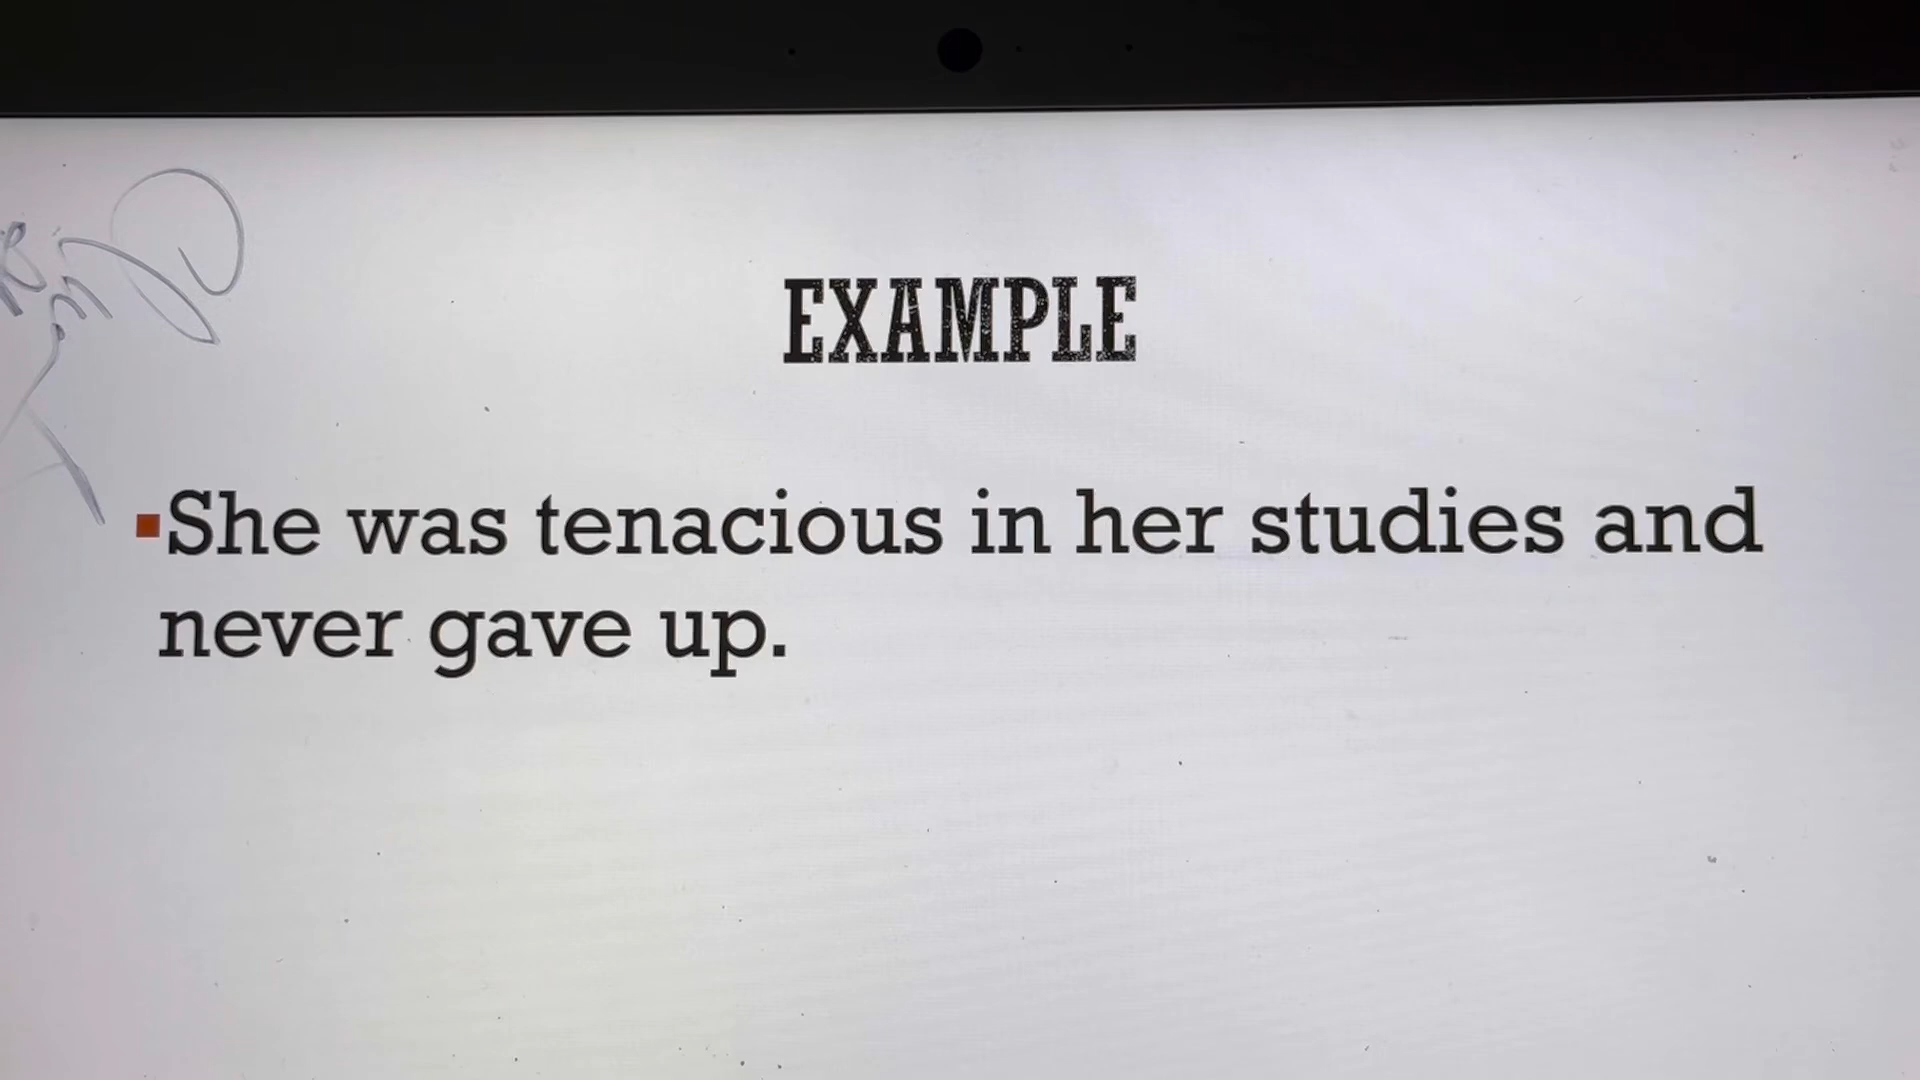 EXAMPLE
▪She was tenacious in her studies and
never gave up.